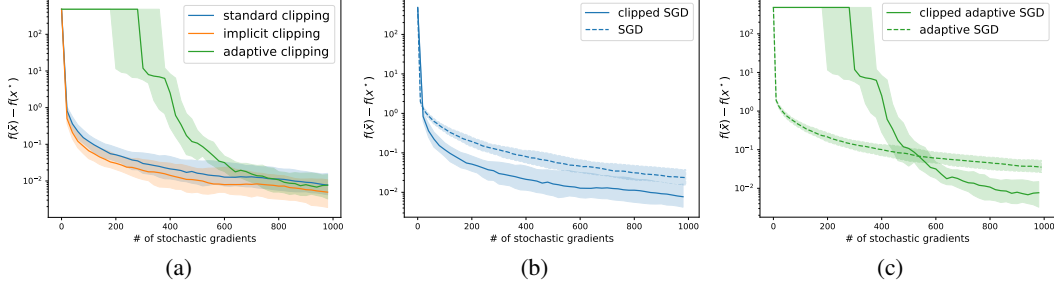 standard clipping
implicit clipping
adaptive clipping
f(x̄) − f(x⋆)
10²
10¹
10⁰
10⁻¹
10⁻²
0 200 400 600 800 1000
# of stochastic gradients
(a)
clipped SGD
SGD
f(x̄) − f(x⋆)
10²
10¹
10⁰
10⁻¹
10⁻²
0 200 400 600 800 1000
# of stochastic gradients
(b)
clipped adaptive SGD
adaptive SGD
f(x̄) − f(x⋆)
10²
10¹
10⁰
10⁻¹
10⁻²
0 200 400 600 800 1000
# of stochastic gradients
(c)